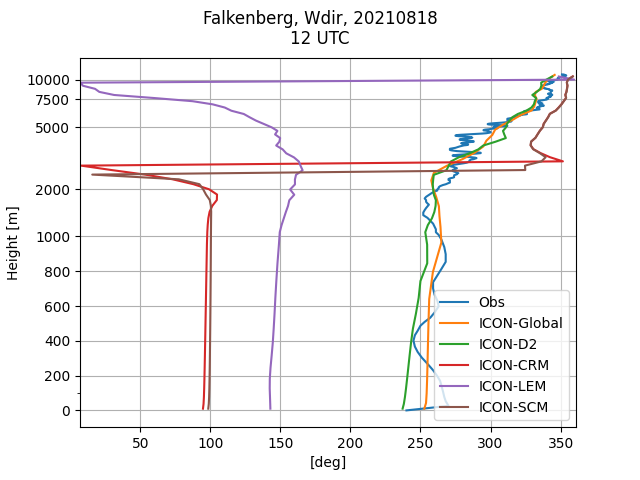 Falkenberg, Wdir, 20210818
12 UTC
Height [m]
10000
7500
5000
2000
1000
800
600
400
200
0
50
100
150
200
250
300
350
[deg]
Obs
ICON-Global
ICON-D2
ICON-CRM
ICON-LEM
ICON-SCM